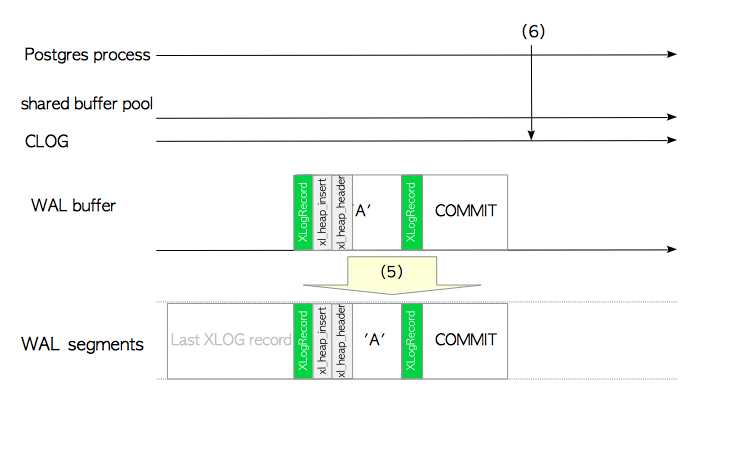 (6)
Postgres process
shared buffer pool
CLOG
WAL buffer
XLogRecord
xl_heap_insert
xl_heap_header
'A'
XLogRecord
COMMIT
(5)
WAL segments
Last XLOG record
XLogRecord
xl_heap_insert
xl_heap_header
'A'
XLogRecord
COMMIT